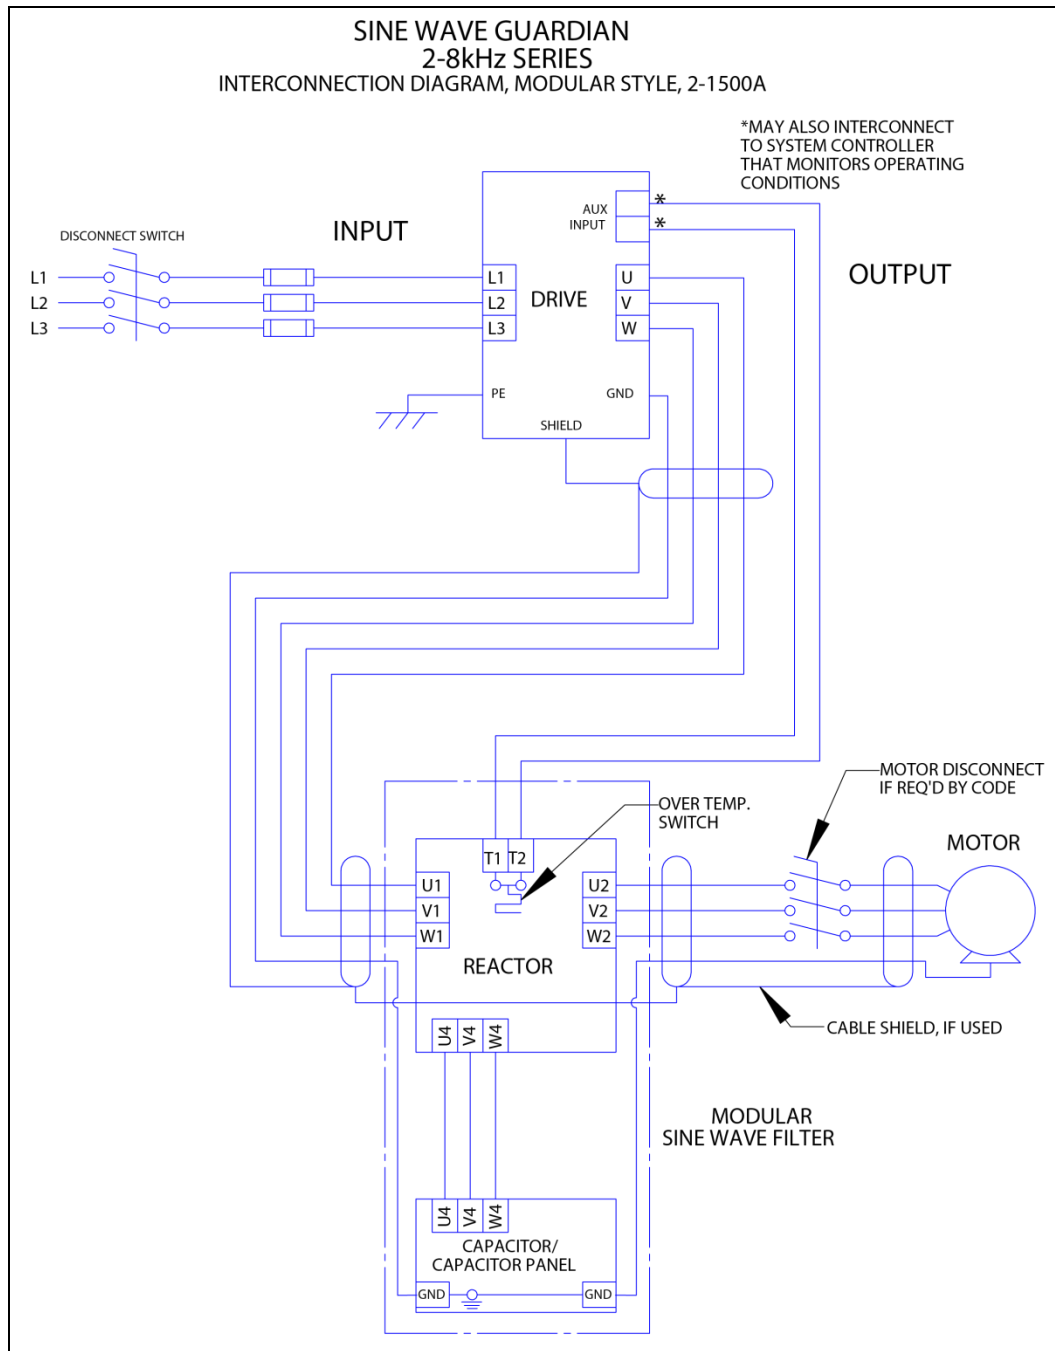 SINE WAVE GUARDIAN
2-8kHz SERIES
INTERCONNECTION DIAGRAM, MODULAR STYLE, 2-1500A
*MAY ALSO INTERCONNECT
TO SYSTEM CONTROLLER
THAT MONITORS OPERATING
CONDITIONS
AUX
INPUT
*
*
INPUT
DISCONNECT SWITCH
OUTPUT
L1
L2
L3
L1
L2
L3
DRIVE
U
V
W
PE
GND
SHIELD
MOTOR DISCONNECT
IF REQ'D BY CODE
OVER TEMP.
SWITCH
MOTOR
T1 T2
U1
V1
W1
U2
V2
W2
REACTOR
U4 V4 W4
CABLE SHIELD, IF USED
MODULAR
SINE WAVE FILTER
U4 V4 W4
CAPACITOR/
CAPACITOR PANEL
GND
GND